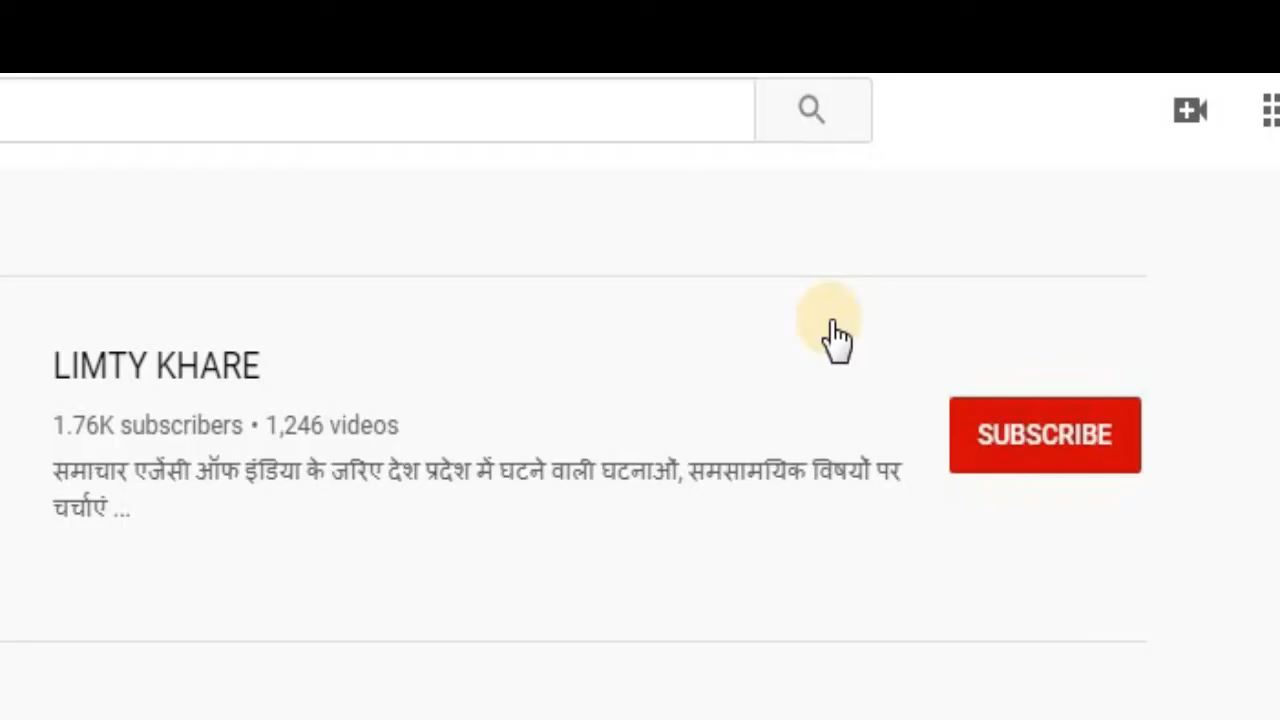 LIMTY KHARE
1.76K subscribers • 1,246 videos
समाचार एजेंसी ऑफ इंडिया के जरिए देश प्रदेश में घटने वाली घटनाओं, समसामयिक विषयों पर
चर्चाएं ...
SUBSCRIBE